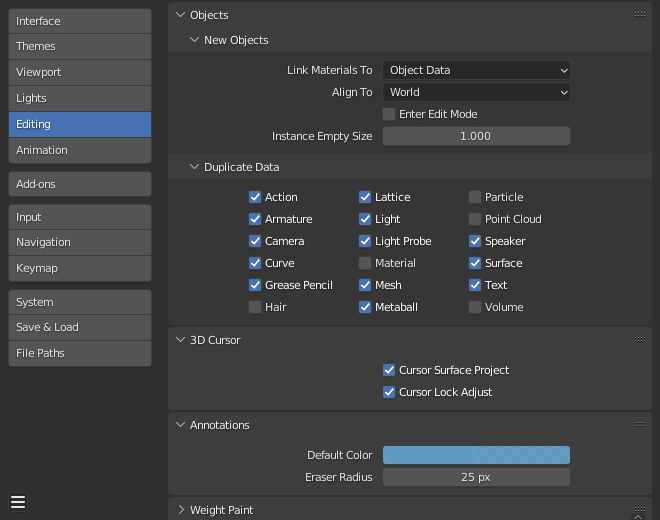 Interface
Themes
Viewport
Lights
Editing
Animation
Add-ons
Input
Navigation
Keymap
System
Save & Load
File Paths
Objects
New Objects
Link Materials To Object Data
Align To World
Enter Edit Mode
Instance Empty Size 1.000
Duplicate Data
Action Lattice Particle
Armature Light Point Cloud
Camera Light Probe Speaker
Curve Material Surface
Grease Pencil Mesh Text
Hair Metaball Volume
3D Cursor
Cursor Surface Project
Cursor Lock Adjust
Annotations
Default Color
Eraser Radius 25 px
Weight Paint